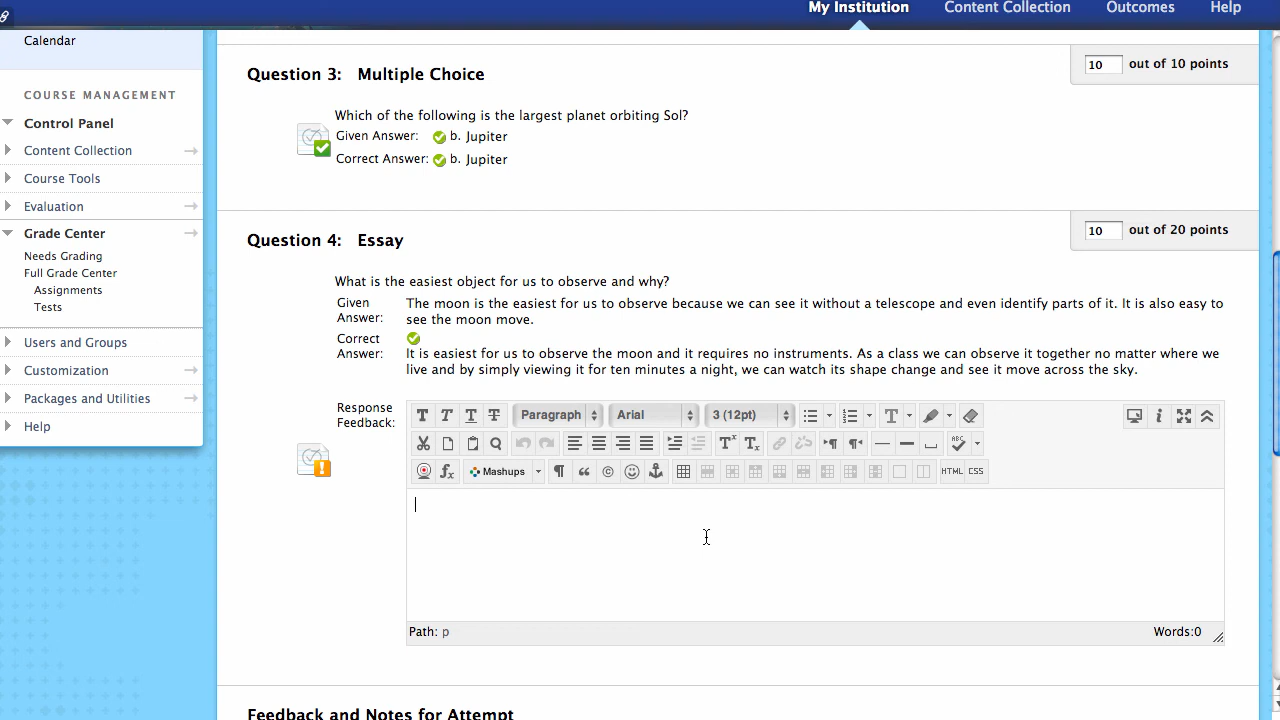 My Institution Content Collection Outcomes Help
Calendar
COURSE MANAGEMENT
Control Panel
Content Collection
Course Tools
Evaluation
Grade Center
Needs Grading
Full Grade Center
Assignments
Tests
Users and Groups
Customization
Packages and Utilities
Help
Question 3: Multiple Choice
10 out of 10 points
Which of the following is the largest planet orbiting Sol?
Given Answer: b. Jupiter
Correct Answer: b. Jupiter
Question 4: Essay
10 out of 20 points
What is the easiest object for us to observe and why?
Given Answer:
The moon is the easiest for us to observe because we can see it without a telescope and even identify parts of it. It is also easy to
see the moon move.
Correct Answer:
It is easiest for us to observe the moon and it requires no instruments. As a class we can observe it together no matter where we
live and by simply viewing it for ten minutes a night, we can watch its shape change and see it move across the sky.
Response
Feedback:
T T T T Paragraph Arial 3 (12pt) T
Tx Tx ABC
fx Mashups HTML CSS
Path: p Words:0
Feedback and Notes for Attempt